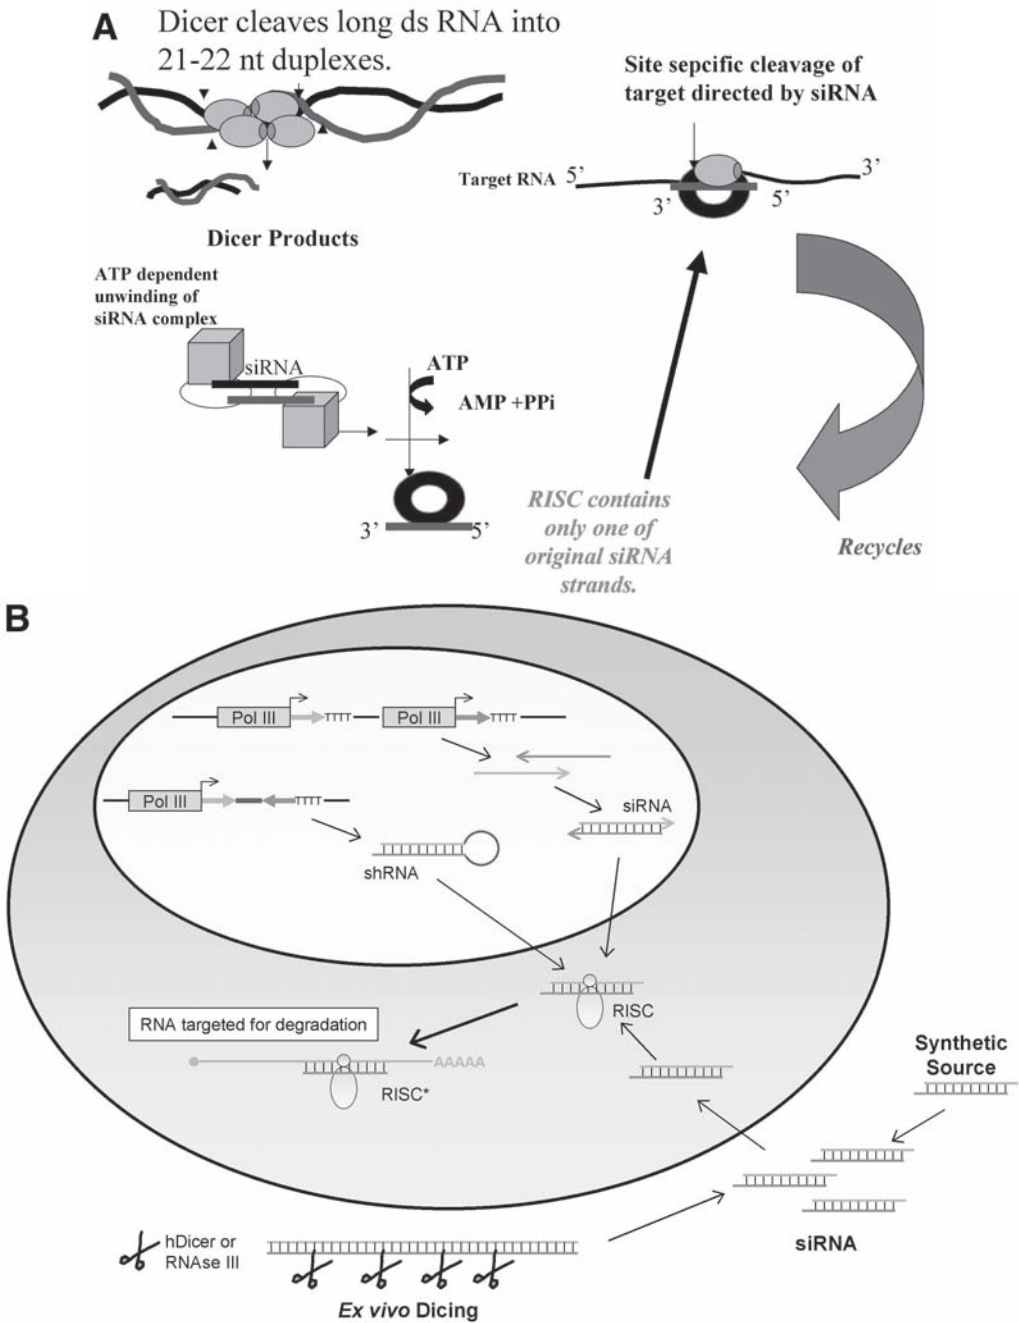 A
Dicer cleaves long ds RNA into
21-22 nt duplexes.
Site sepcific cleavage of
target directed by siRNA
Target RNA 5’
3’
3’
5’
Dicer Products
ATP dependent
unwinding of
siRNA complex
siRNA
ATP
AMP +PPi
3’
5’
RISC contains
only one of
original siRNA
strands.
Recycles
B
Pol III
TTTT
Pol III
TTTT
Pol III
TTTT
siRNA
shRNA
RISC
RNA targeted for degradation
AAAAA
RISC*
Synthetic
Source
siRNA
hDicer or
RNAse III
Ex vivo Dicing